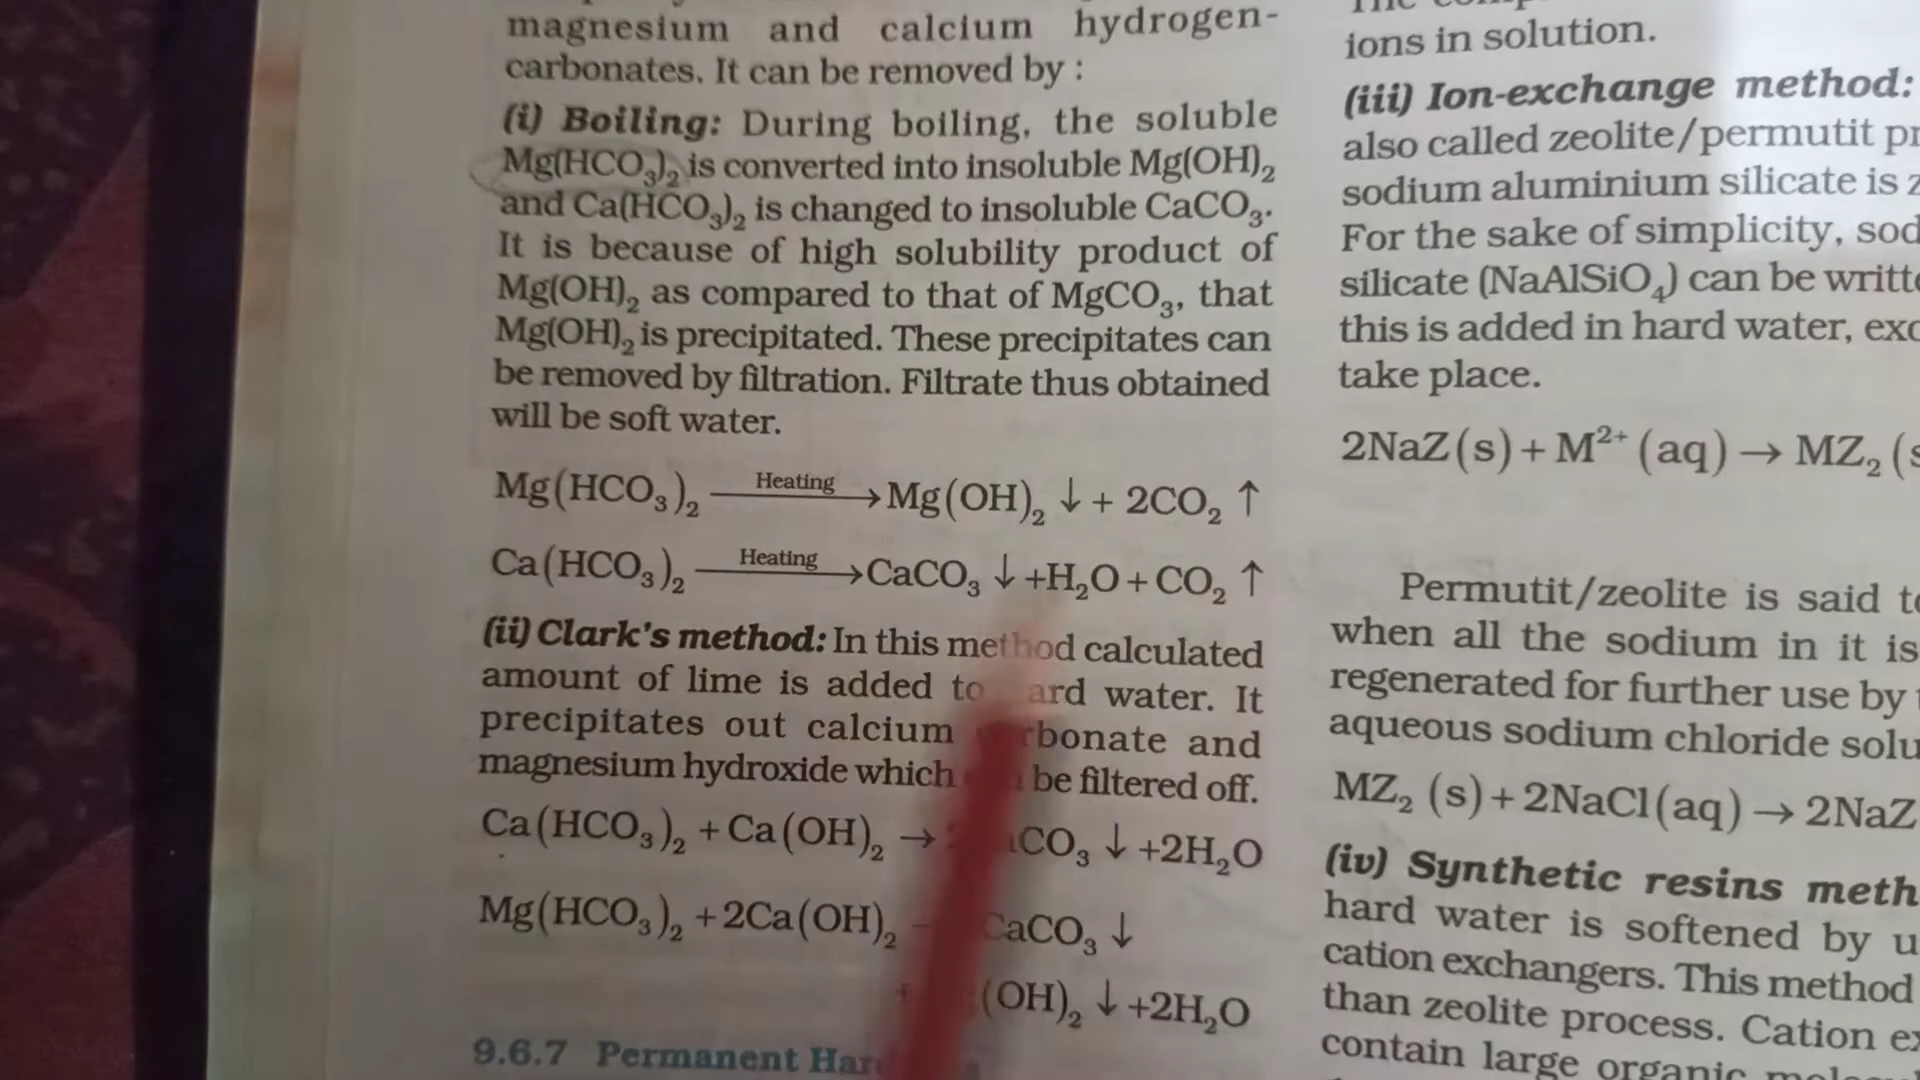 magnesium and calcium hydrogen-
carbonates. It can be removed by :
(i) Boiling: During boiling, the soluble
Mg(HCO₃)₂ is converted into insoluble Mg(OH)₂
and Ca(HCO₃)₂ is changed to insoluble CaCO₃.
It is because of high solubility product of
Mg(OH)₂ as compared to that of MgCO₃, that
Mg(OH)₂ is precipitated. These precipitates can
be removed by filtration. Filtrate thus obtained
will be soft water.
Mg(HCO₃)₂ Heating → Mg(OH)₂ ↓ + 2CO₂ ↑
Ca(HCO₃)₂ Heating → CaCO₃ ↓ +H₂O + CO₂ ↑
(ii) Clark's method: In this method calculated
amount of lime is added to ard water. It
precipitates out calcium rbonate and
magnesium hydroxide which be filtered off.
Ca(HCO₃)₂ + Ca(OH)₂ → CO₃ ↓ +2H₂O
Mg(HCO₃)₂ +2Ca(OH)₂ CaCO₃ ↓
+ (OH)₂ ↓ +2H₂O
9.6.7 Permanent Har
ions in solution.
(iii) Ion-exchange method:
also called zeolite/permutit pr
sodium aluminium silicate is z
For the sake of simplicity, sod
silicate (NaAlSiO₄) can be writte
this is added in hard water, exc
take place.
2NaZ(s) + M²⁺ (aq) → MZ₂ (s
Permutit/zeolite is said to
when all the sodium in it is
regenerated for further use by
aqueous sodium chloride solu
MZ₂ (s) + 2NaCl(aq) → 2NaZ
(iv) Synthetic resins meth
hard water is softened by u
cation exchangers. This method
than zeolite process. Cation ex
contain large organic